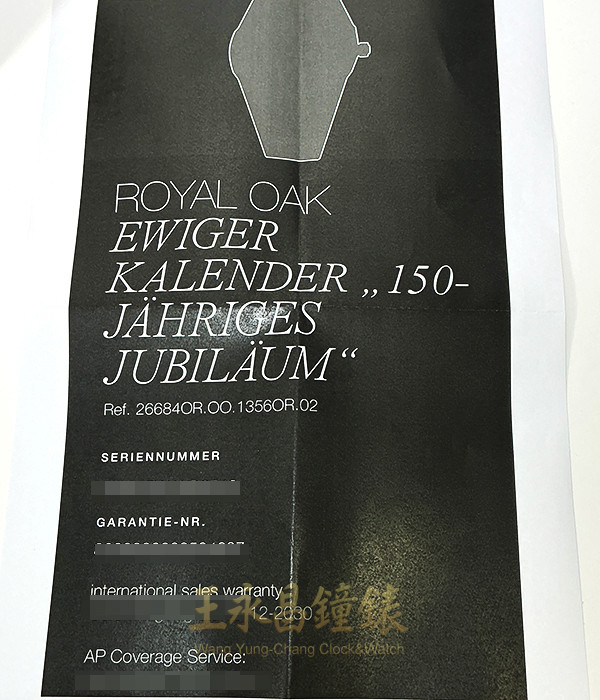 ROYAL OAK
EWIGER
KALENDER „150-
JÄHRIGES
JUBILÄUM“
Ref. 26684OR.OO.1356OR.02
SERIENNUMMER
GARANTIE-NR.
international sales warranty
12-2030
王永昌鐘錶
Wang Yung-Chang Clock&Watch
AP Coverage Service: